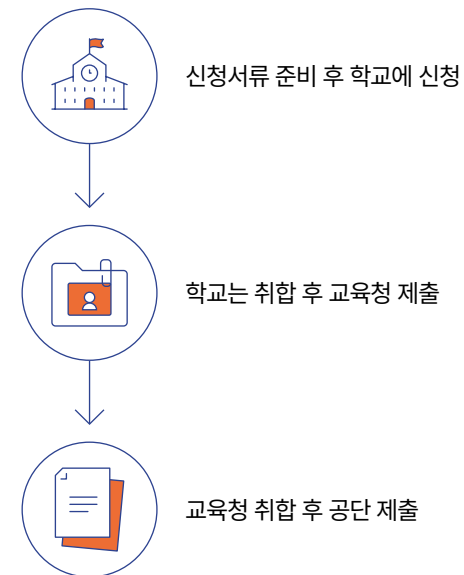 신청서류 준비 후 학교에 신청
학교는 취합 후 교육청 제출
교육청 취합 후 공단 제출